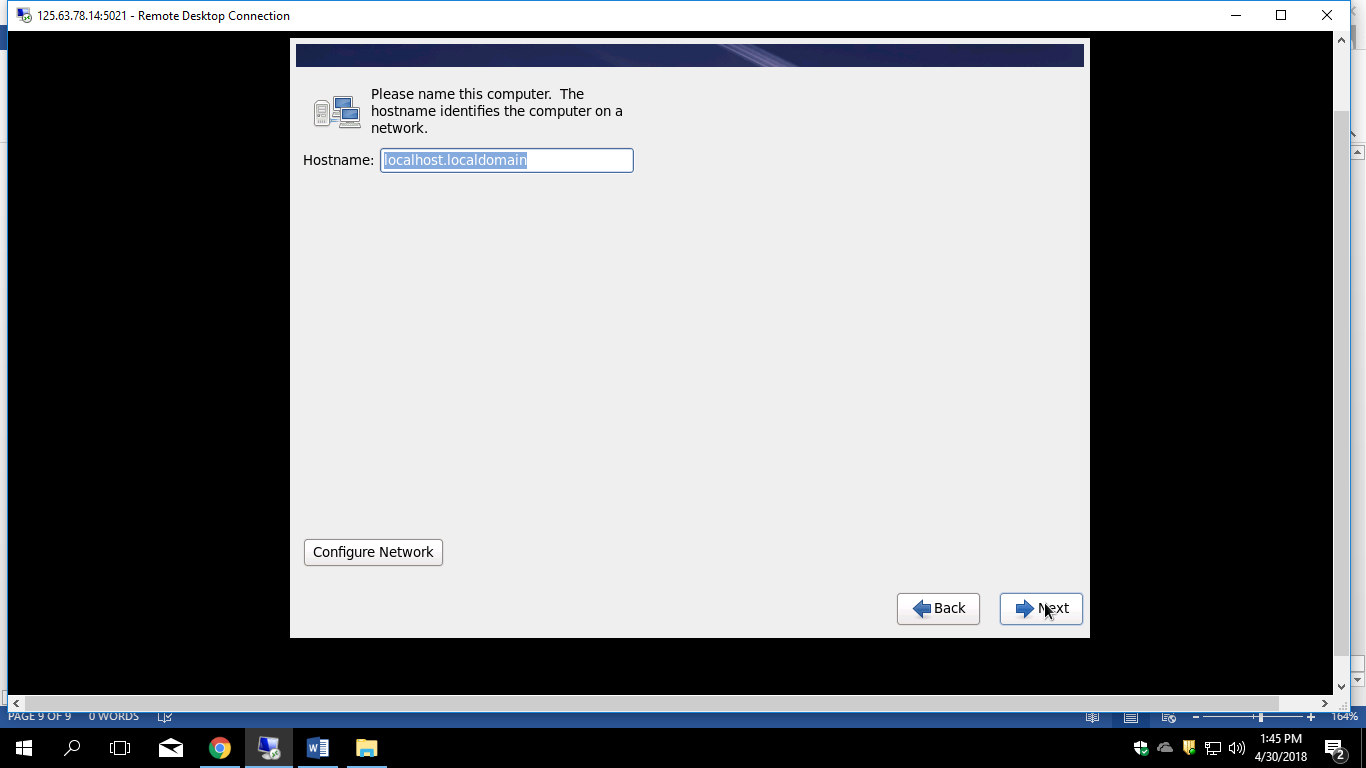 125.63.78.14:5021 - Remote Desktop Connection
Please name this computer.  The
hostname identifies the computer on a
network.
Hostname: localhost.localdomain
Configure Network
Back
Next
PAGE 9 OF 9 0 WORDS
164%
1:45 PM
4/30/2018
2